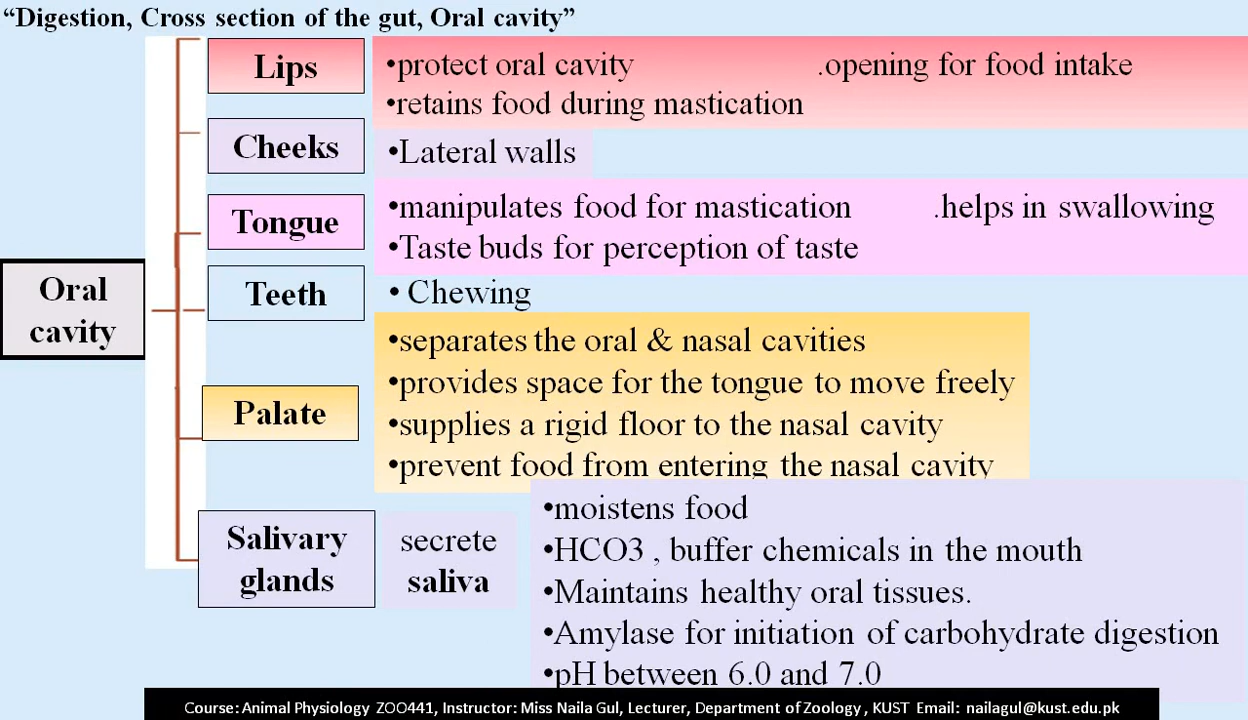 “Digestion, Cross section of the gut, Oral cavity”
Oral
cavity
Lips
•protect oral cavity .opening for food intake
•retains food during mastication
Cheeks
•Lateral walls
Tongue
•manipulates food for mastication .helps in swallowing
•Taste buds for perception of taste
Teeth
• Chewing
Palate
•separates the oral & nasal cavities
•provides space for the tongue to move freely
•supplies a rigid floor to the nasal cavity
•prevent food from entering the nasal cavity
Salivary
glands
secrete
saliva
•moistens food
•HCO3 , buffer chemicals in the mouth
•Maintains healthy oral tissues.
•Amylase for initiation of carbohydrate digestion
•pH between 6.0 and 7.0
Course: Animal Physiology ZOO441, Instructor: Miss Naila Gul, Lecturer, Department of Zoology , KUST Email: nailagul@kust.edu.pk